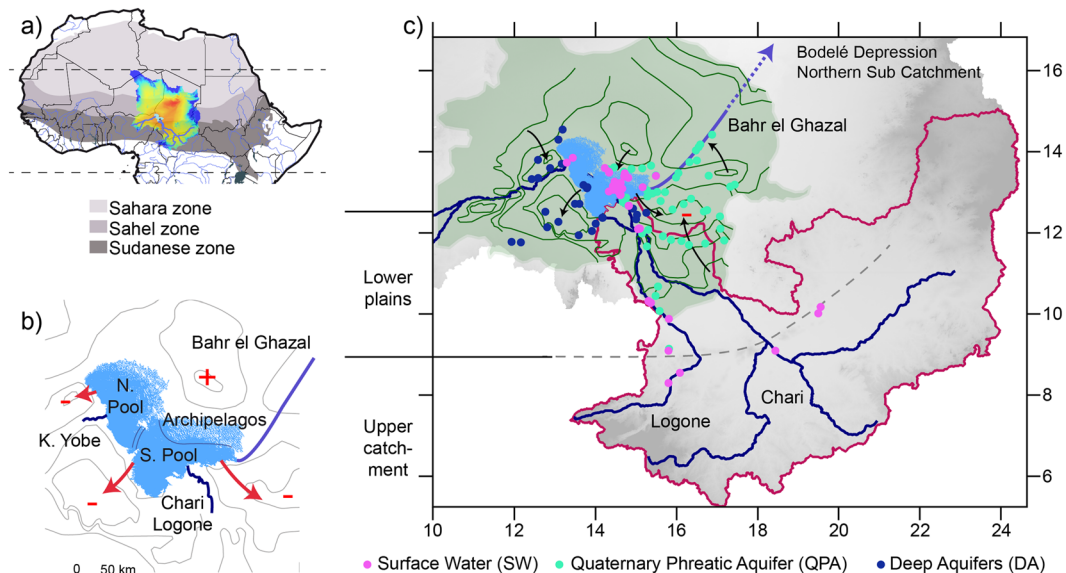 a)
Sahara zone
Sahel zone
Sudanese zone
b)
Bahr el Ghazal
+
N.
Pool
-
Archipelagos
K. Yobe
S. Pool
-
-
Chari
Logone
0 50 km
c)
Bodelé Depression
Northern Sub Catchment
Bahr el Ghazal
-
Lower
plains
Upper
catch-
ment
Logone
Chari
16
14
12
10
8
6
10 12 14 16 18 20 22 24
Surface Water (SW)
Quaternary Phreatic Aquifer (QPA)
Deep Aquifers (DA)